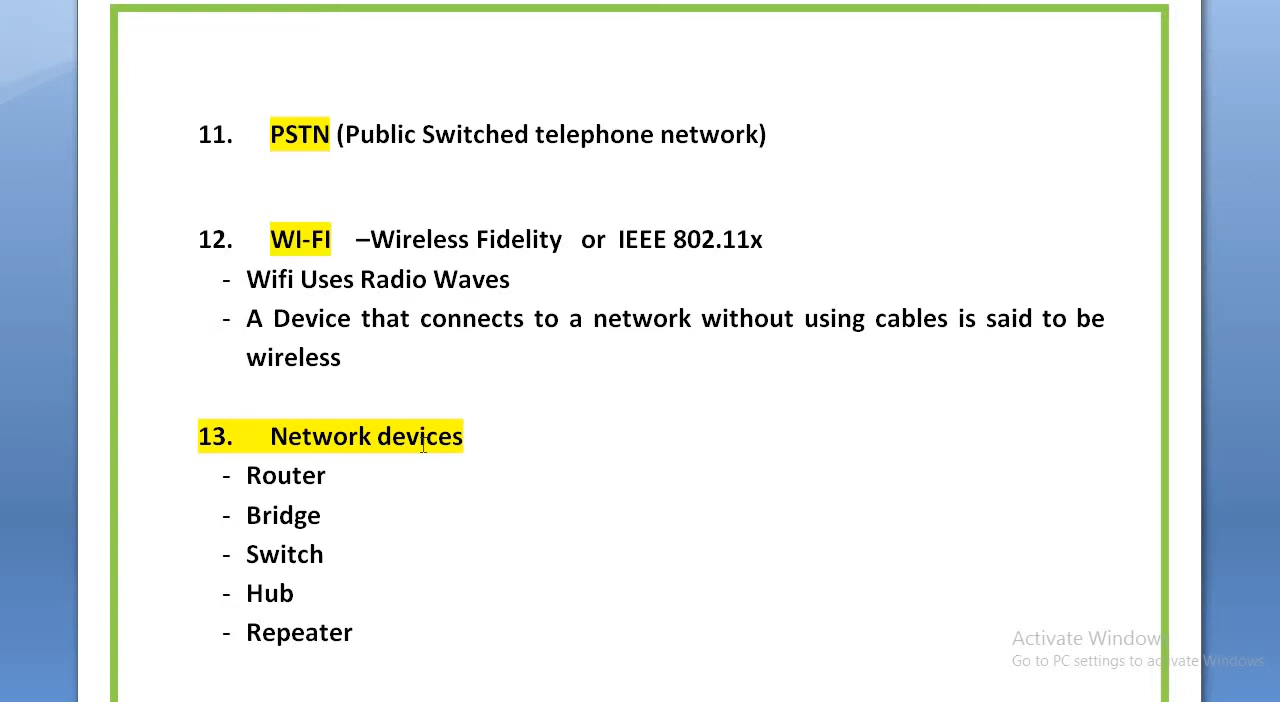 11. PSTN (Public Switched telephone network)
12. WI-FI –Wireless Fidelity or IEEE 802.11x
- Wifi Uses Radio Waves
- A Device that connects to a network without using cables is said to be
wireless
13. Network devices
- Router
- Bridge
- Switch
- Hub
- Repeater
Activate Windows
Go to PC settings to activate Windows